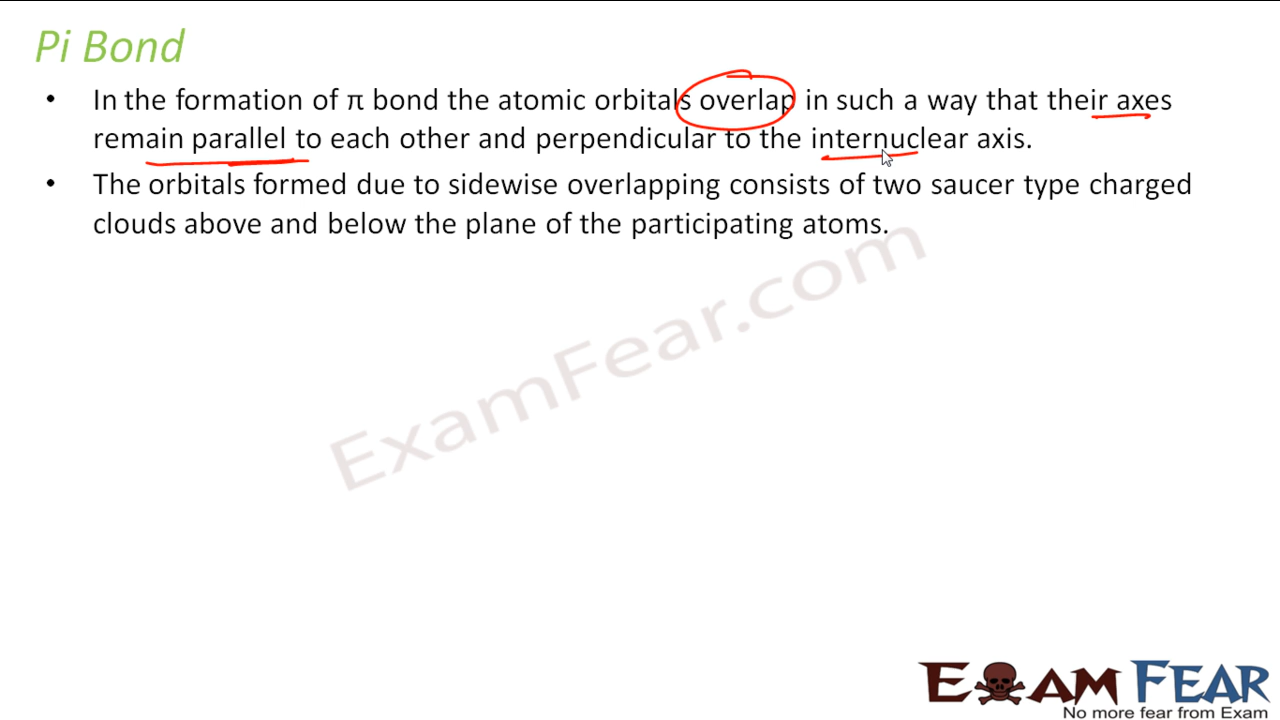 Pi Bond
• In the formation of π bond the atomic orbitals overlap in such a way that their axes
remain parallel to each other and perpendicular to the internuclear axis.
• The orbitals formed due to sidewise overlapping consists of two saucer type charged
clouds above and below the plane of the participating atoms.
ExamFear.com
EXAM FEAR
No more fear from Exam